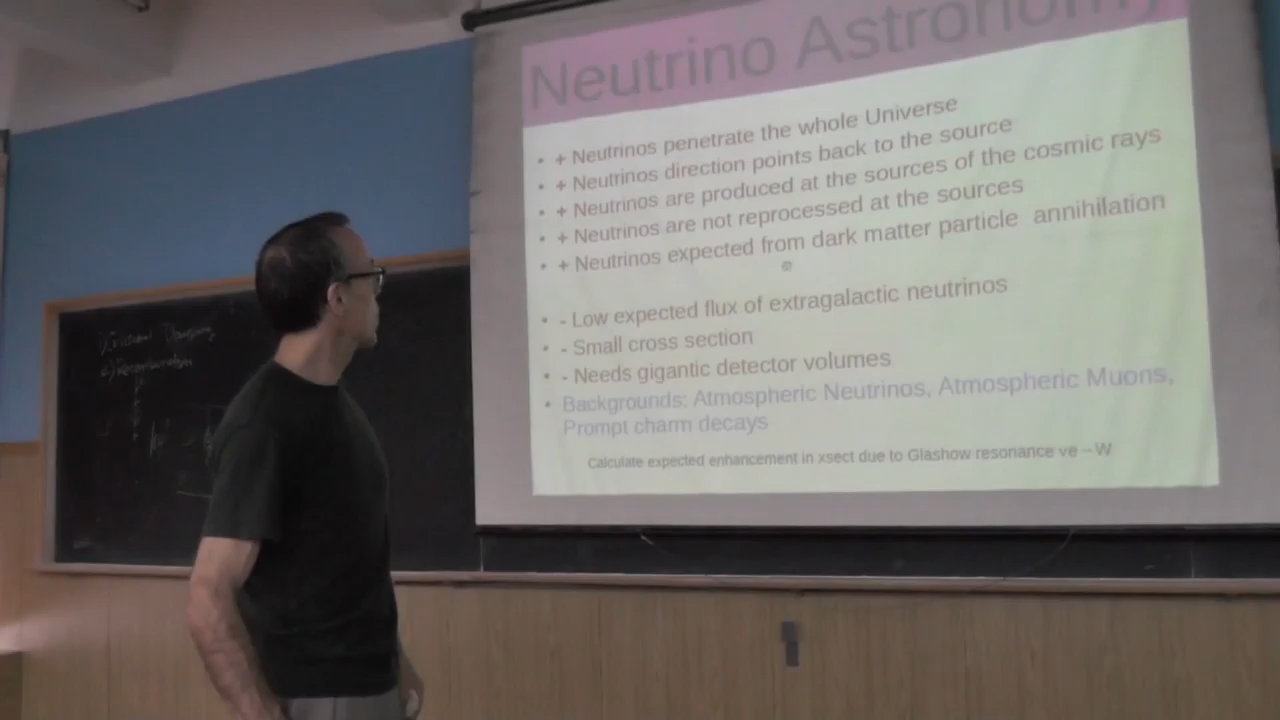 Neutrino Astronomy
• + Neutrinos penetrate the whole Universe
• + Neutrinos direction points back to the source
• + Neutrinos are produced at the sources of the cosmic rays
• + Neutrinos are not reprocessed at the sources
• + Neutrinos expected from dark matter particle annihilation
• - Low expected flux of extragalactic neutrinos
• - Small cross section
• - Needs gigantic detector volumes
• Backgrounds: Atmospheric Neutrinos, Atmospheric Muons,
Prompt charm decays
Calculate expected enhancement in xsect due to Glashow resonance νe – W